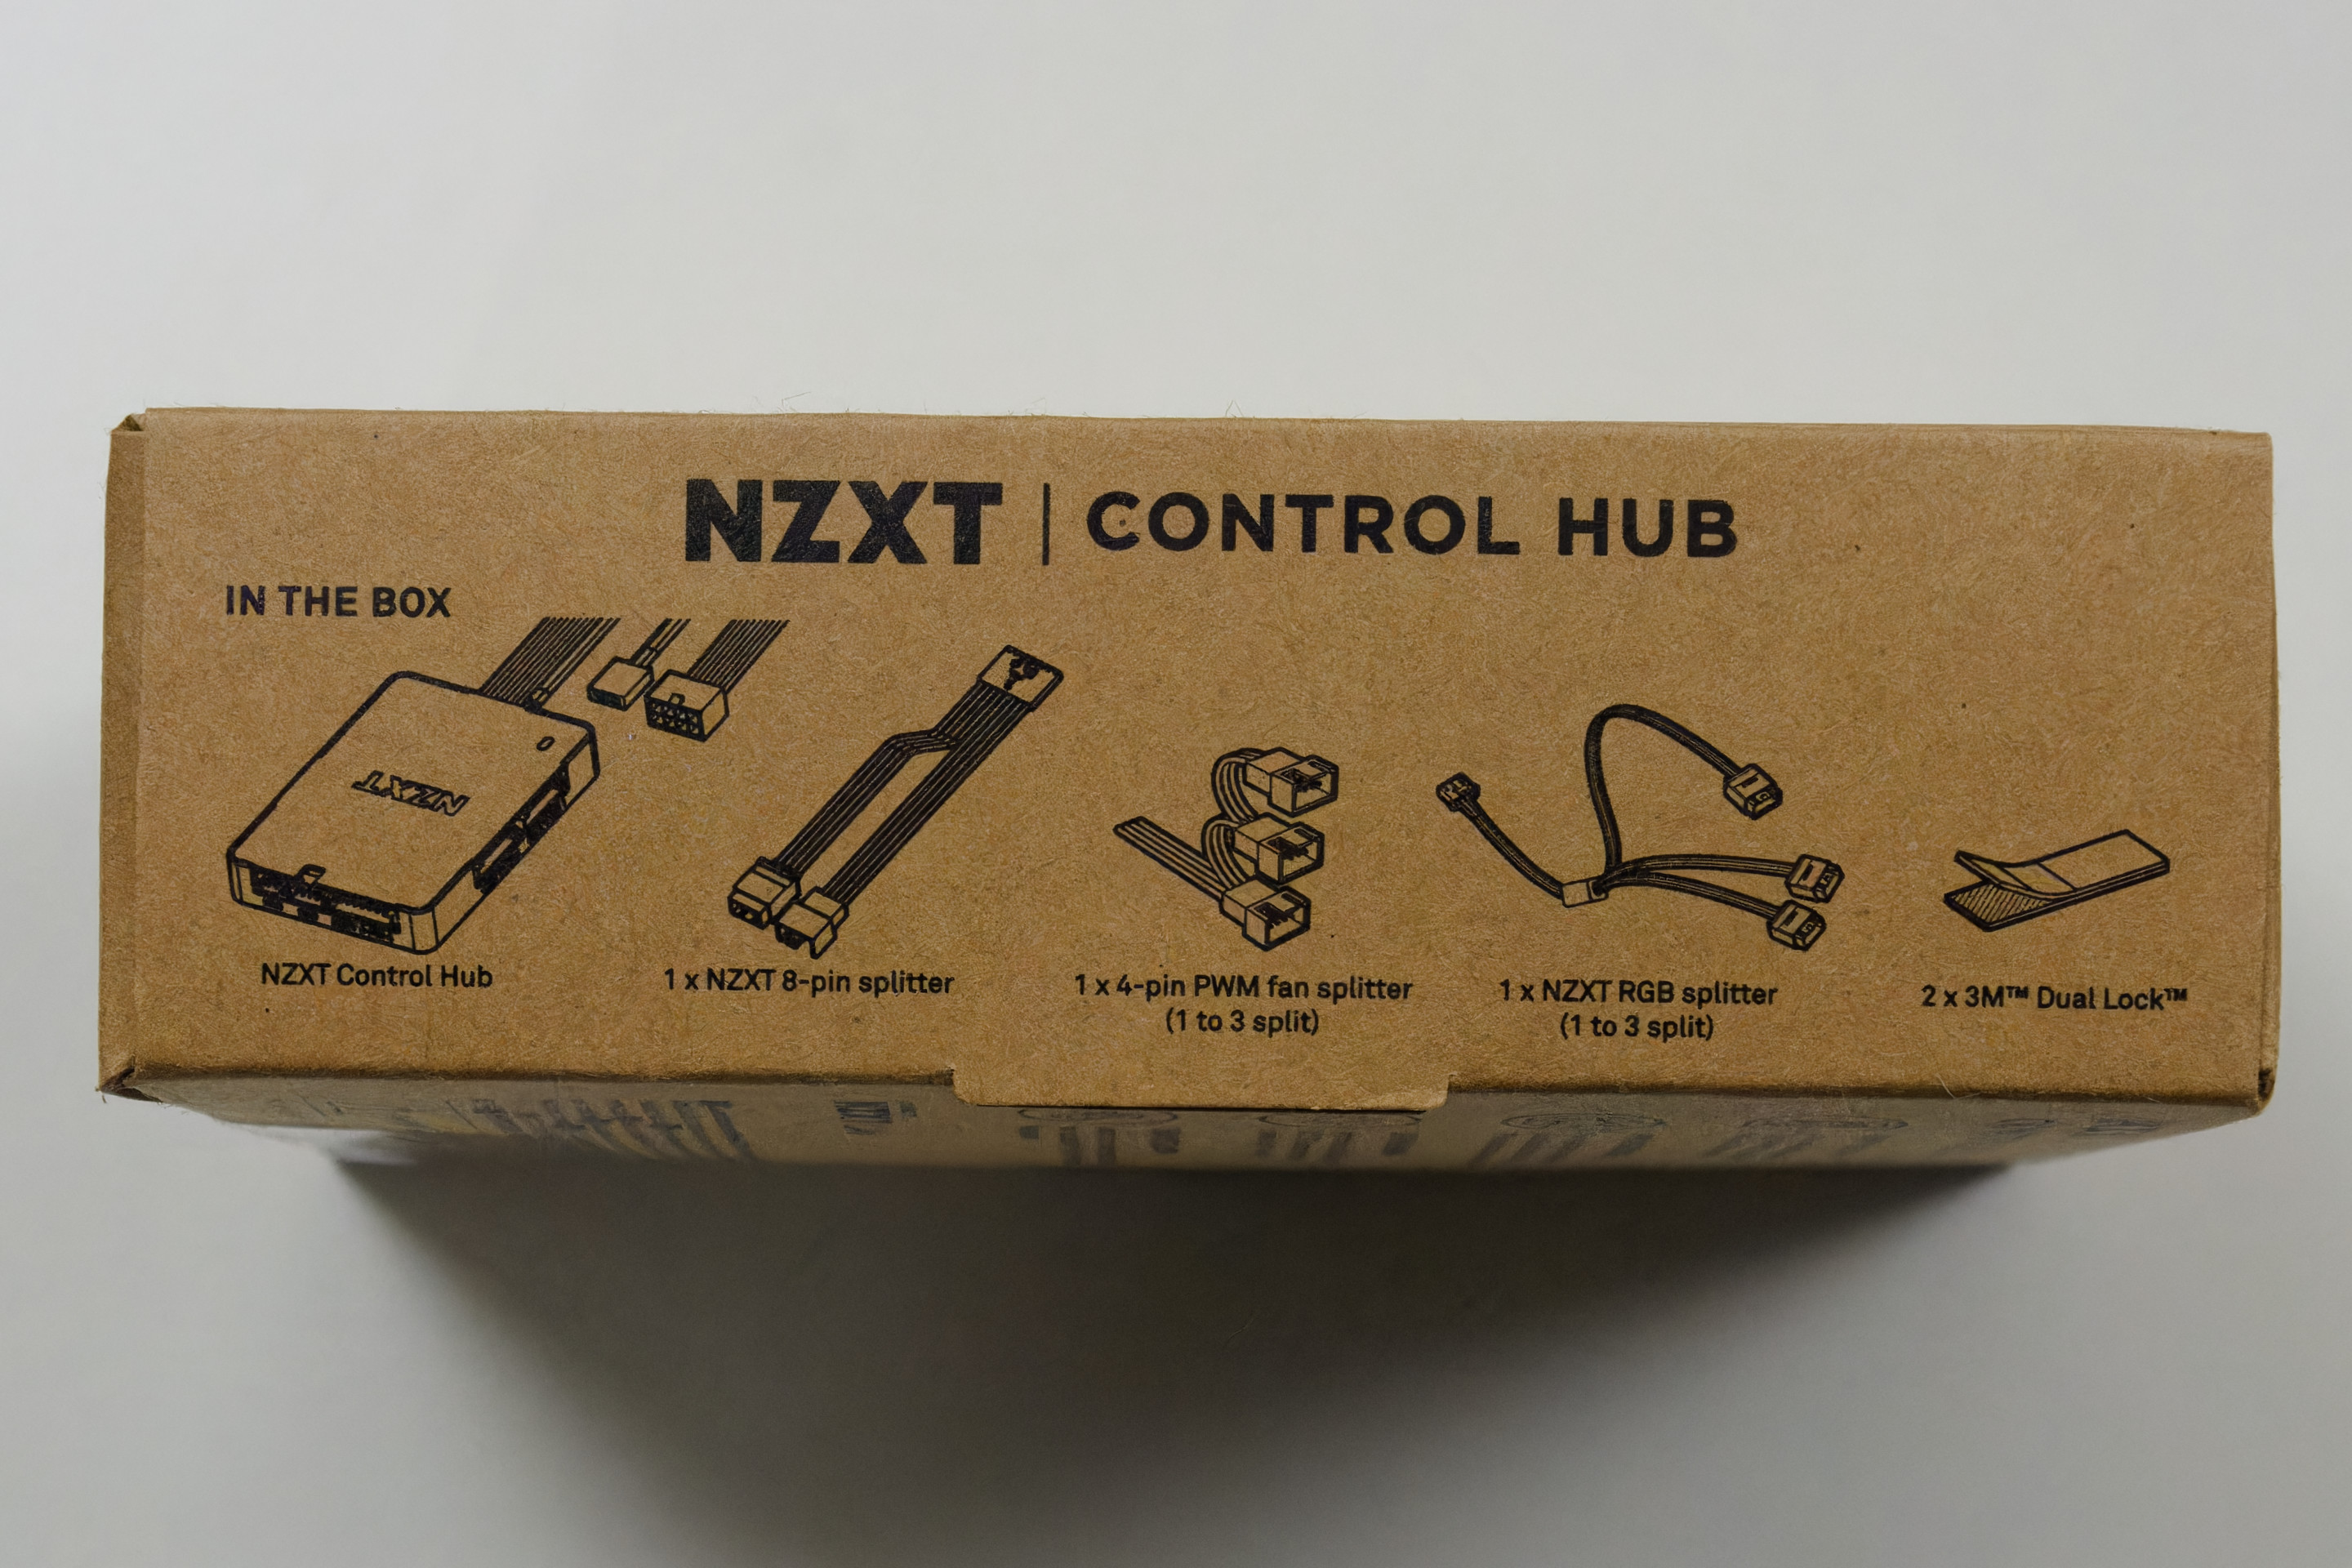 NZXT | CONTROL HUB
IN THE BOX
NZXT
NZXT Control Hub
1 x NZXT 8-pin splitter
1 x 4-pin PWM fan splitter
(1 to 3 split)
1 x NZXT RGB splitter
(1 to 3 split)
2 x 3M™ Dual Lock™